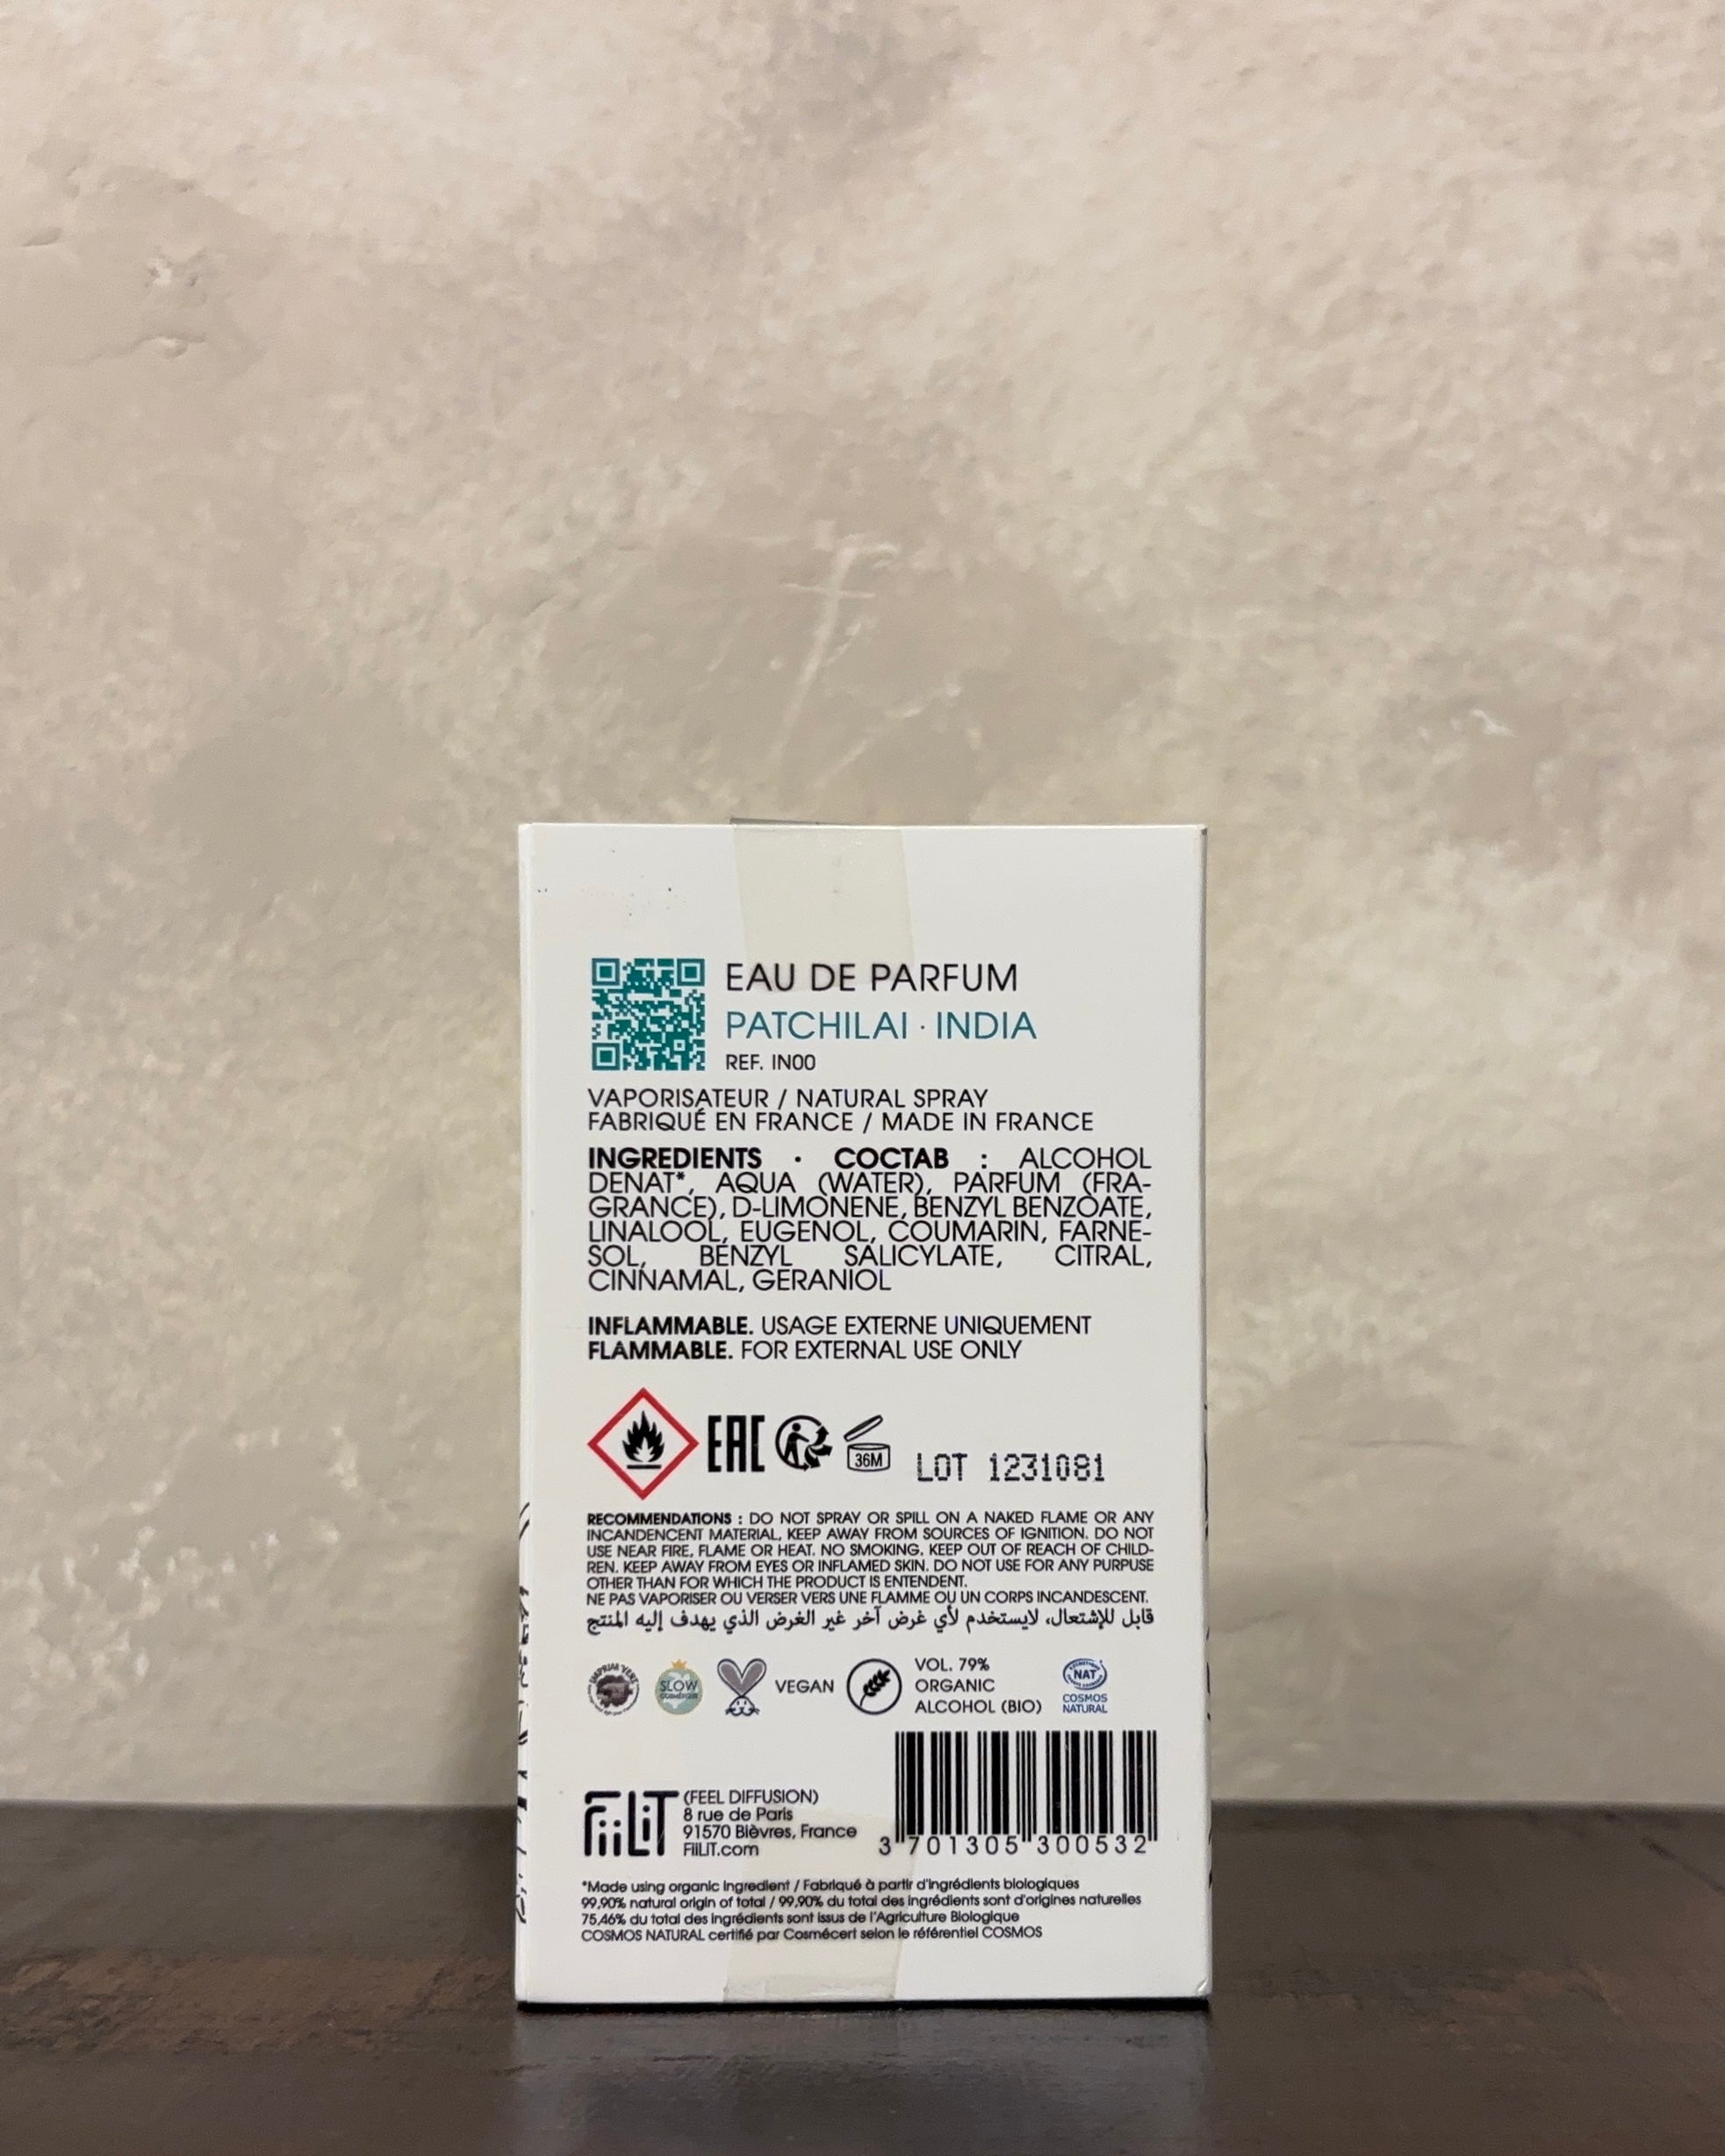 EAU DE PARFUM
PATCHILAI · INDIA
REF. IN00
VAPORISATEUR / NATURAL SPRAY
FABRIQUÉ EN FRANCE / MADE IN FRANCE
INGREDIENTS · COCTAB : ALCOHOL
DENAT*, AQUA (WATER), PARFUM (FRA-
GRANCE), D-LIMONENE, BENZYL BENZOATE,
LINALOOL, EUGENOL, COUMARIN, FARNE-
SOL, BENZYL SALICYLATE, CITRAL,
CINNAMAL, GERANIOL
INFLAMMABLE. USAGE EXTERNE UNIQUEMENT
FLAMMABLE. FOR EXTERNAL USE ONLY
EAC
36M
LOT 1231081
RECOMMENDATIONS : DO NOT SPRAY OR SPILL ON A NAKED FLAME OR ANY
INCANDENCENT MATERIAL, KEEP AWAY FROM SOURCES OF IGNITION. DO NOT
USE NEAR FIRE, FLAME OR HEAT. NO SMOKING. KEEP OUT OF REACH OF CHILD-
REN. KEEP AWAY FROM EYES OR INFLAMED SKIN. DO NOT USE FOR ANY PURPUSE
OTHER THAN FOR WHICH THE PRODUCT IS ENTENDENT.
NE PAS VAPORISER OU VERSER VERS UNE FLAMME OU UN CORPS INCANDESCENT.
قابل للإشتعال، لايستخدم لأي غرض آخر غير الغرض الذي يهدف إليه المنتج
SLOW
COSMÉTIQUE
VEGAN
VOL. 79%
ORGANIC
ALCOHOL (BIO)
NAT
COSMOS
NATURAL
FiiLiT
(FEEL DIFFUSION)
8 rue de Paris
91570 Bièvres, France
FiiLiT.com
3 701305 300532
*Made using organic ingredient / Fabriqué à partir d'ingrédients biologiques
99,90% natural origin of total / 99,90% du total des ingrédients sont d'origines naturelles
75,46% du total des ingrédients sont issus de l'Agriculture Biologique
COSMOS NATURAL certifié par Cosmécert selon le référentiel COSMOS